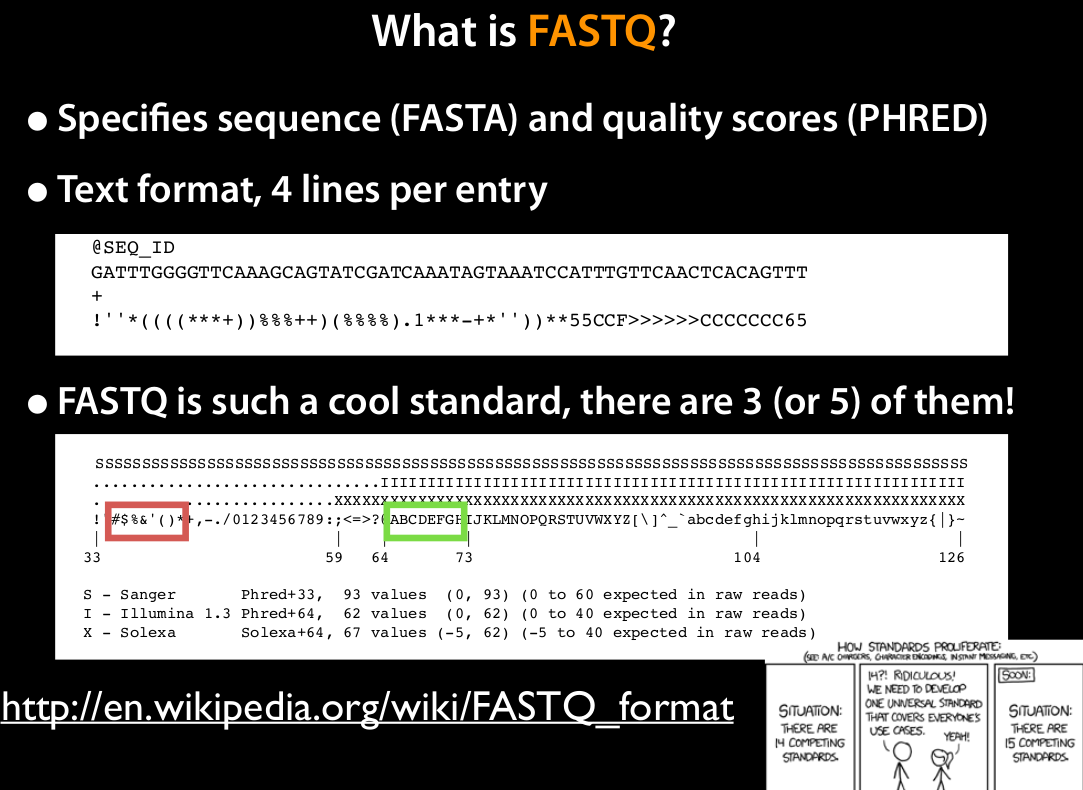 What is FASTQ?
• Specifies sequence (FASTA) and quality scores (PHRED)
• Text format, 4 lines per entry
@SEQ_ID
GATTTGGGGTTCAAAGCAGTATCGATCAAATAGTAAATCCATTTGTTCAACTCACAGTTT
+
!''*((((***+))%%%++)(%%%%).1***-+*''))**55CCF>>>>>>CCCCCCC65
• FASTQ is such a cool standard, there are 3 (or 5) of them!
SSSSSSSSSSSSSSSSSSSSSSSSSSSSSSSSSSSSSSSSSSSSSSSSSSSSSSSSSSSSSSSSSSSSSSSSSSSSSSSSSSSSSSSSSSSSSS
...............................IIIIIIIIIIIIIIIIIIIIIIIIIIIIIIIIIIIIIIIIIIIIIIIIIIIIIIIIIIIIIII
..........................XXXXXXXXXXXXXXXXXXXXXXXXXXXXXXXXXXXXXXXXXXXXXXXXXXXXXXXXXXXXXXXXXXXX
!"#$%&'()*+,-./0123456789:;<=>?@ABCDEFGHIJKLMNOPQRSTUVWXYZ[\]^_`abcdefghijklmnopqrstuvwxyz{|}~
| | | | | |
33 59 64 73 104 126
S - Sanger Phred+33, 93 values (0, 93) (0 to 60 expected in raw reads)
I - Illumina 1.3 Phred+64, 62 values (0, 62) (0 to 40 expected in raw reads)
X - Solexa Solexa+64, 67 values (-5, 62) (-5 to 40 expected in raw reads)
http://en.wikipedia.org/wiki/FASTQ_format
HOW STANDARDS PROLIFERATE:
(SEE: A/C CHARGERS, CHARACTER ENCODINGS, INSTANT MESSAGING, ETC.)
SITUATION:
THERE ARE
14 COMPETING
STANDARDS.
14?! RIDICULOUS!
WE NEED TO DEVELOP
ONE UNIVERSAL STANDARD
THAT COVERS EVERYONE'S
USE CASES.
YEAH!
SOON:
SITUATION:
THERE ARE
15 COMPETING
STANDARDS.